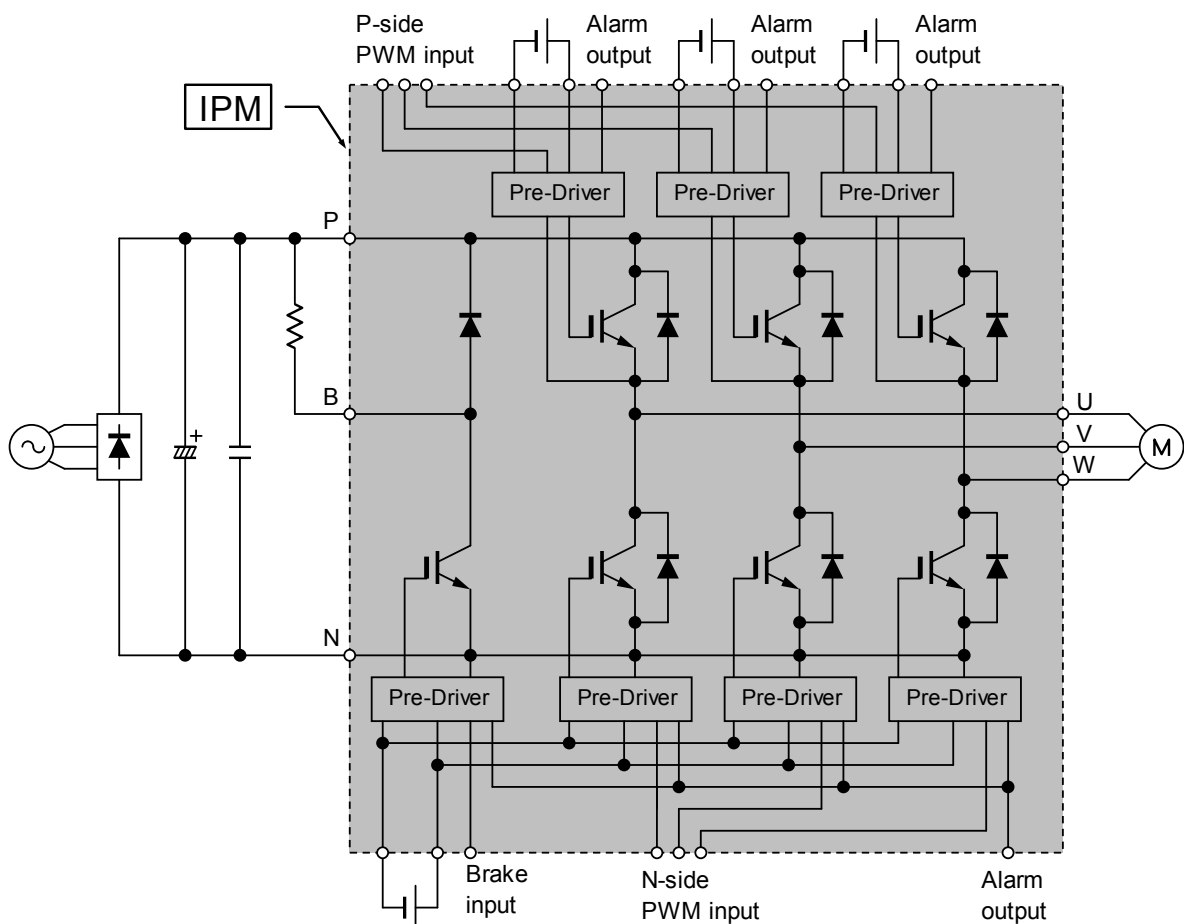 P-side
PWM input
Alarm
output
Alarm
output
Alarm
output
IPM
Pre-Driver
Pre-Driver
Pre-Driver
P
B
U
V
W
M
N
Pre-Driver
Pre-Driver
Pre-Driver
Pre-Driver
Brake
input
N-side
PWM input
Alarm
output